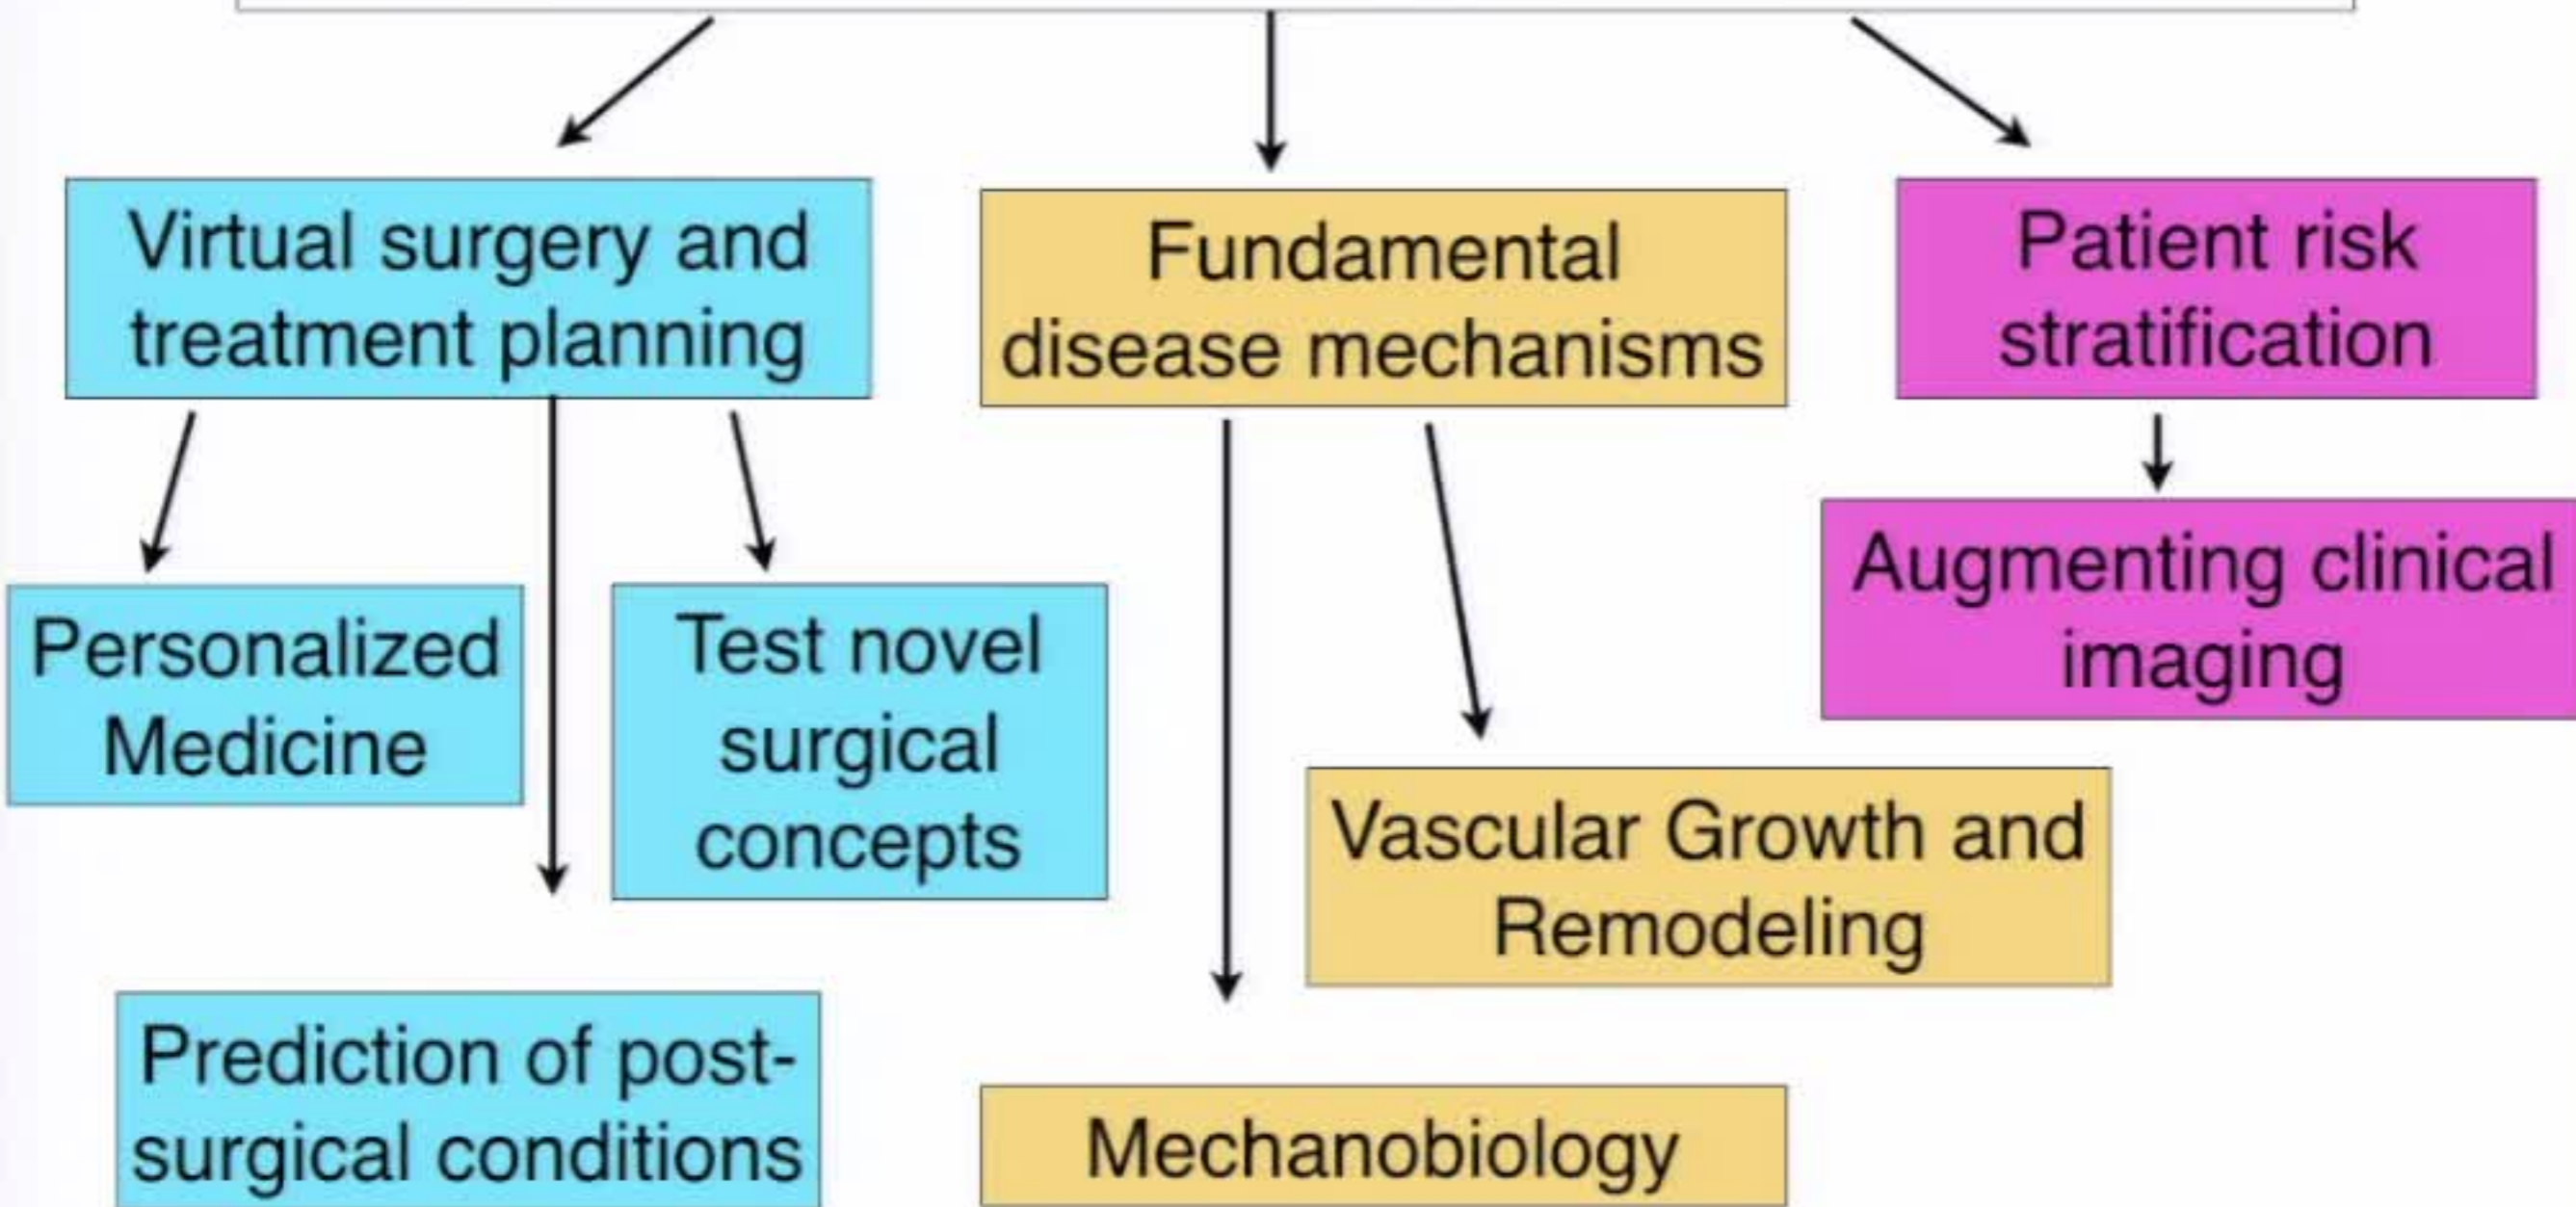 Virtual surgery and
treatment planning
Fundamental
disease mechanisms
Patient risk
stratification
Personalized
Medicine
Test novel
surgical
concepts
Augmenting clinical
imaging
Vascular Growth and
Remodeling
Prediction of post-
surgical conditions
Mechanobiology